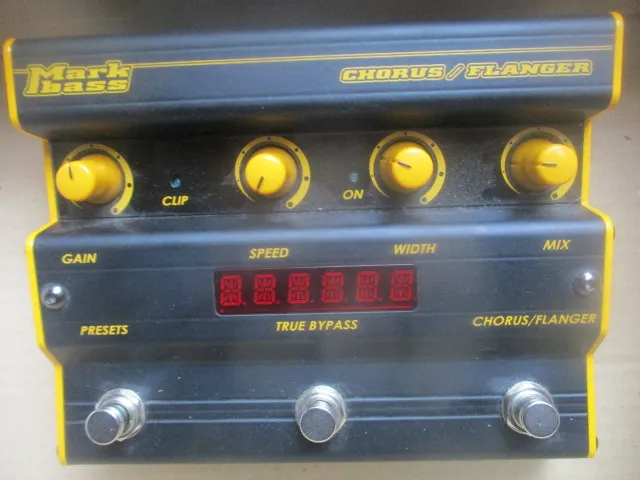 Mark
bass
CHORUS / FLANGER
CLIP
ON
GAIN
SPEED
WIDTH
MIX
PRESETS
TRUE BYPASS
CHORUS/FLANGER